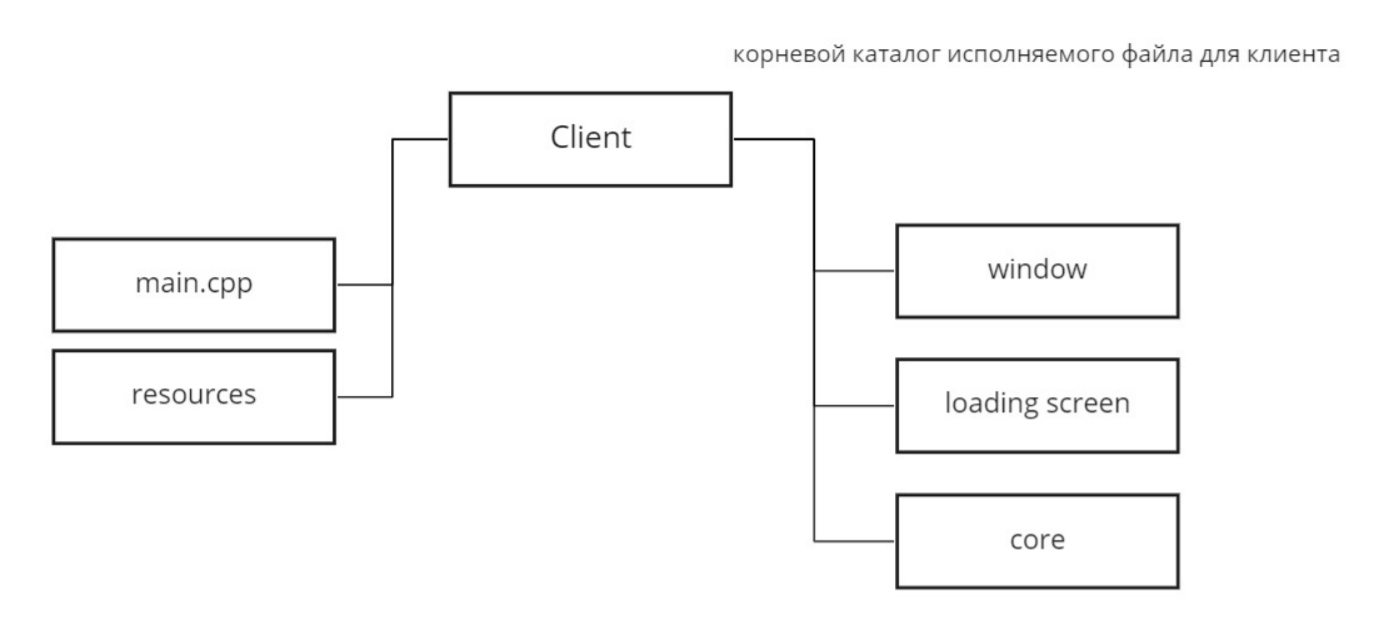 корневой каталог исполняемого файла для клиента
Client
main.cpp
resources
window
loading screen
core